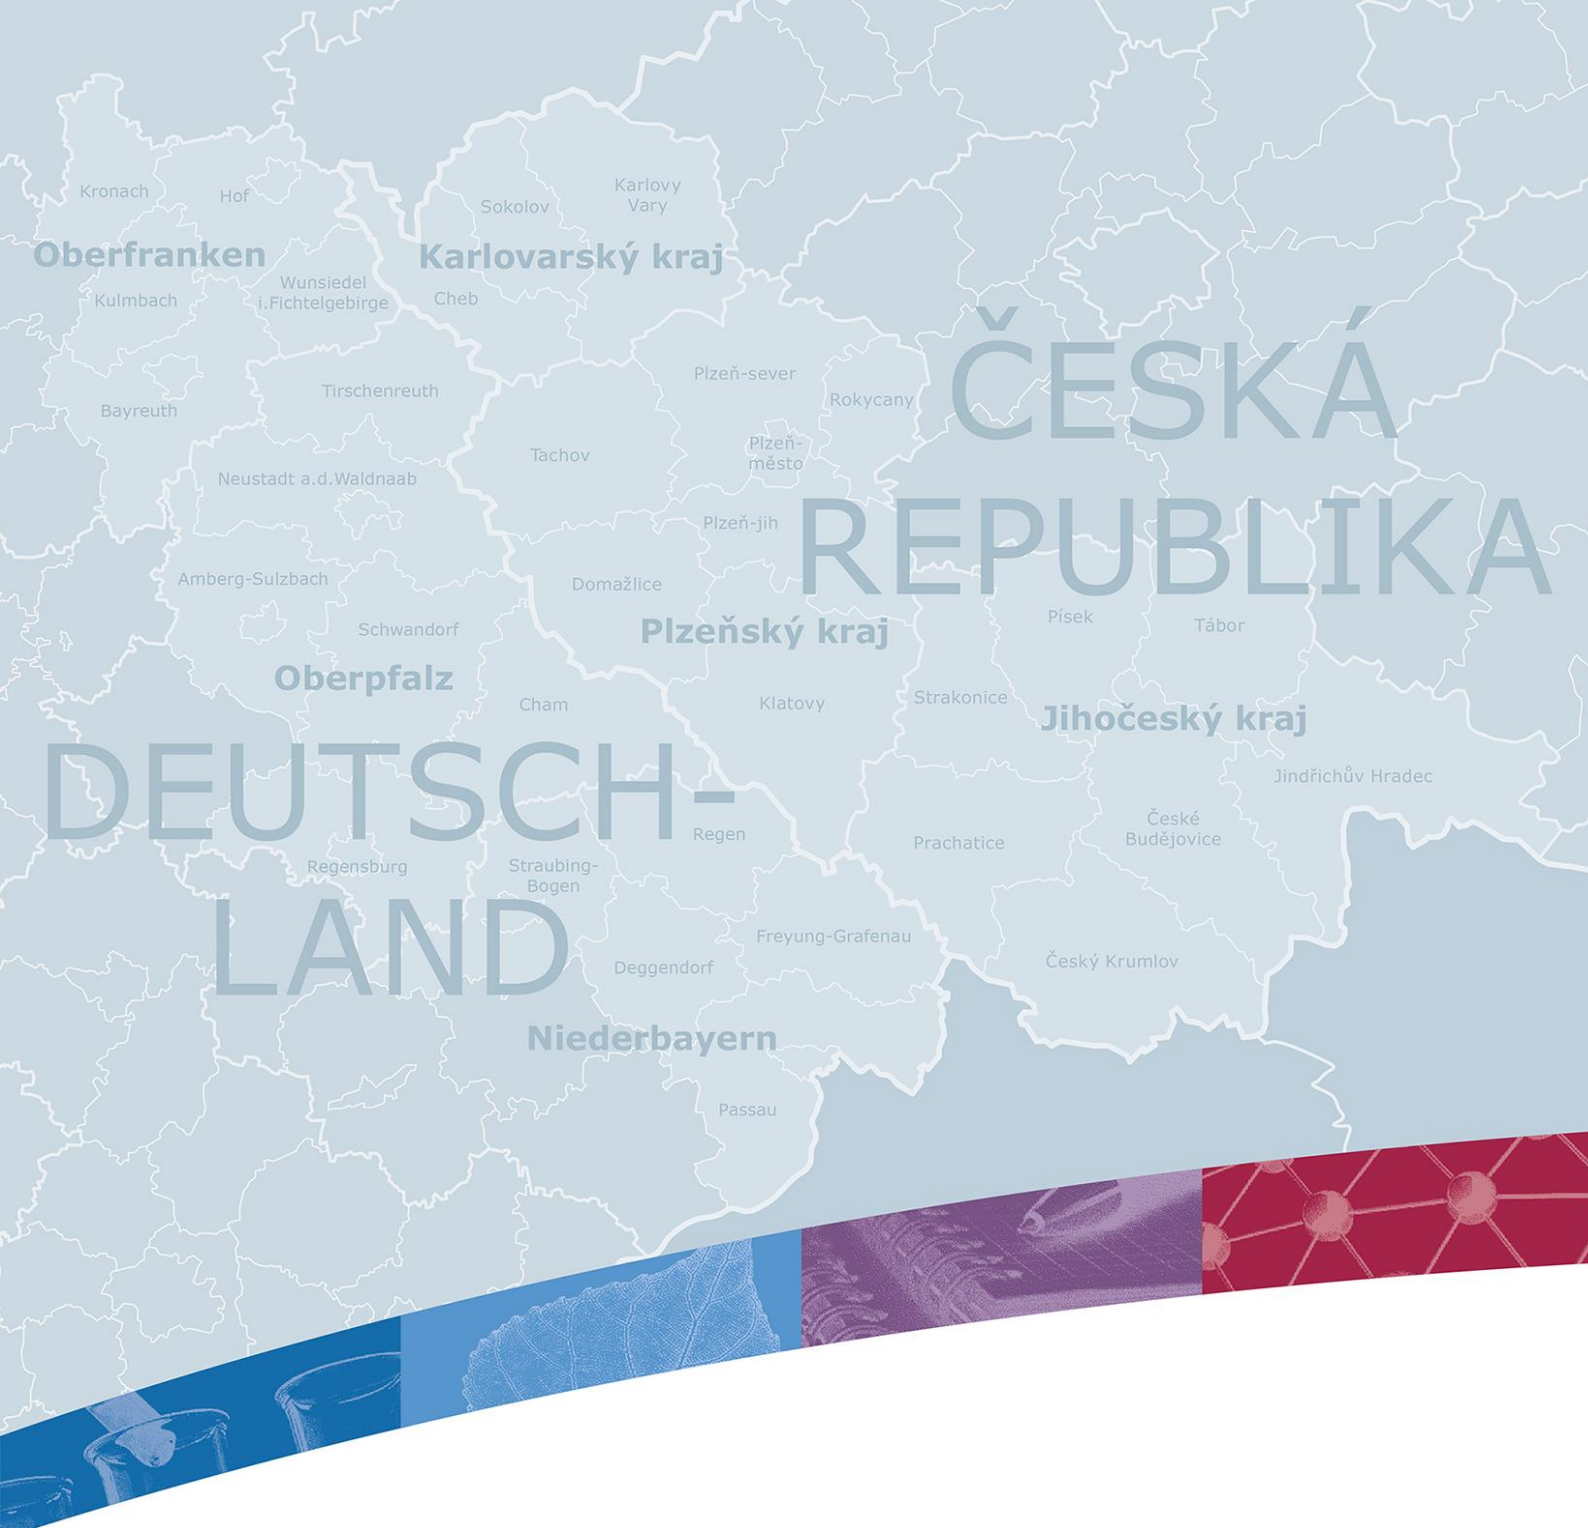 Kronach
Hof
Sokolov
Karlovy
Vary
Oberfranken
Karlovarský kraj
Kulmbach
Wunsiedel
i.Fichtelgebirge
Cheb
ČESKÁ
REPUBLIKA
Plzeň-sever
Rokycany
Tirschenreuth
Bayreuth
Plzeň-
město
Tachov
Neustadt a.d.Waldnaab
Plzeň-jih
Amberg-Sulzbach
Domažlice
Schwandorf
Plzeňský kraj
Písek
Tábor
Oberpfalz
Cham
Klatovy
Strakonice
Jihočeský kraj
Jindřichův Hradec
DEUTSCH-
LAND
Regen
České
Budějovice
Prachatice
Regensburg
Straubing-
Bogen
Freyung-Grafenau
Deggendorf
Český Krumlov
Niederbayern
Passau